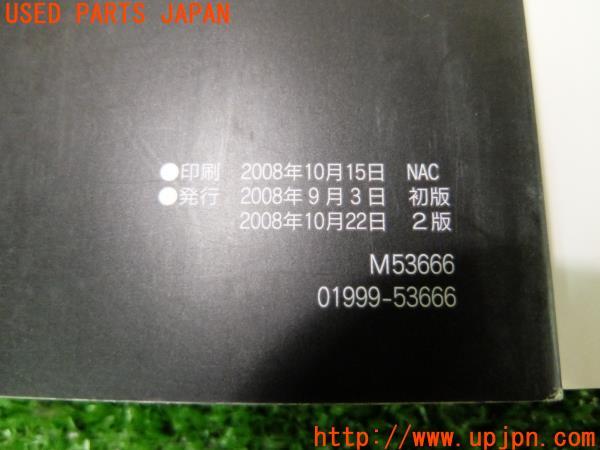 USED PARTS JAPAN
●印刷 2008年10月15日 NAC
●発行 2008年9月3日 初版
2008年10月22日 2版
M53666
01999-53666
http://www.upjpn.com